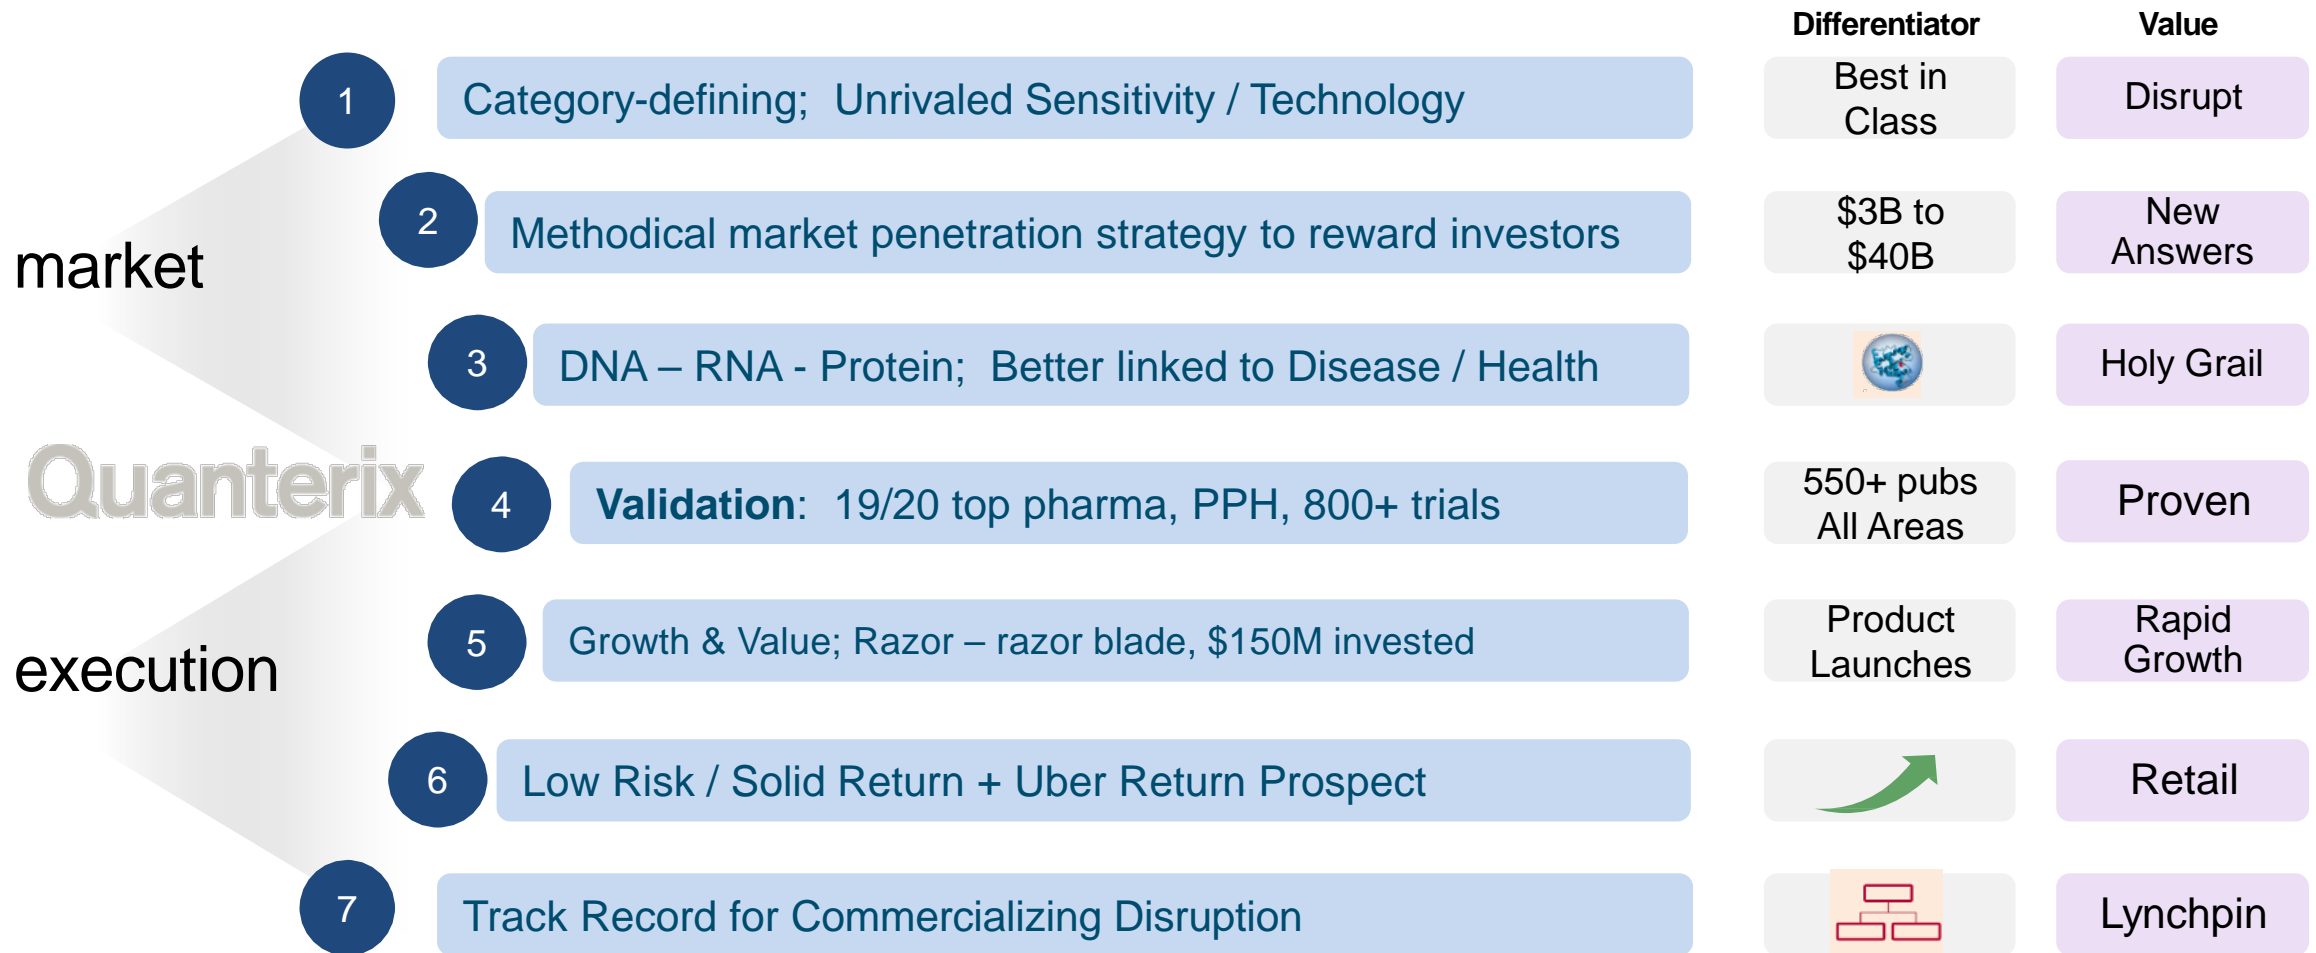 Differentiator Value
1 Category-defining; Unrivaled Sensitivity / Technology Best in Class Disrupt
2 Methodical market penetration strategy to reward investors $3B to $40B New Answers
market
3 DNA – RNA - Protein; Better linked to Disease / Health Holy Grail
Quanterix
4 Validation: 19/20 top pharma, PPH, 800+ trials 550+ pubs All Areas Proven
5 Growth & Value; Razor – razor blade, $150M invested Product Launches Rapid Growth
execution
6 Low Risk / Solid Return + Uber Return Prospect Retail
7 Track Record for Commercializing Disruption Lynchpin